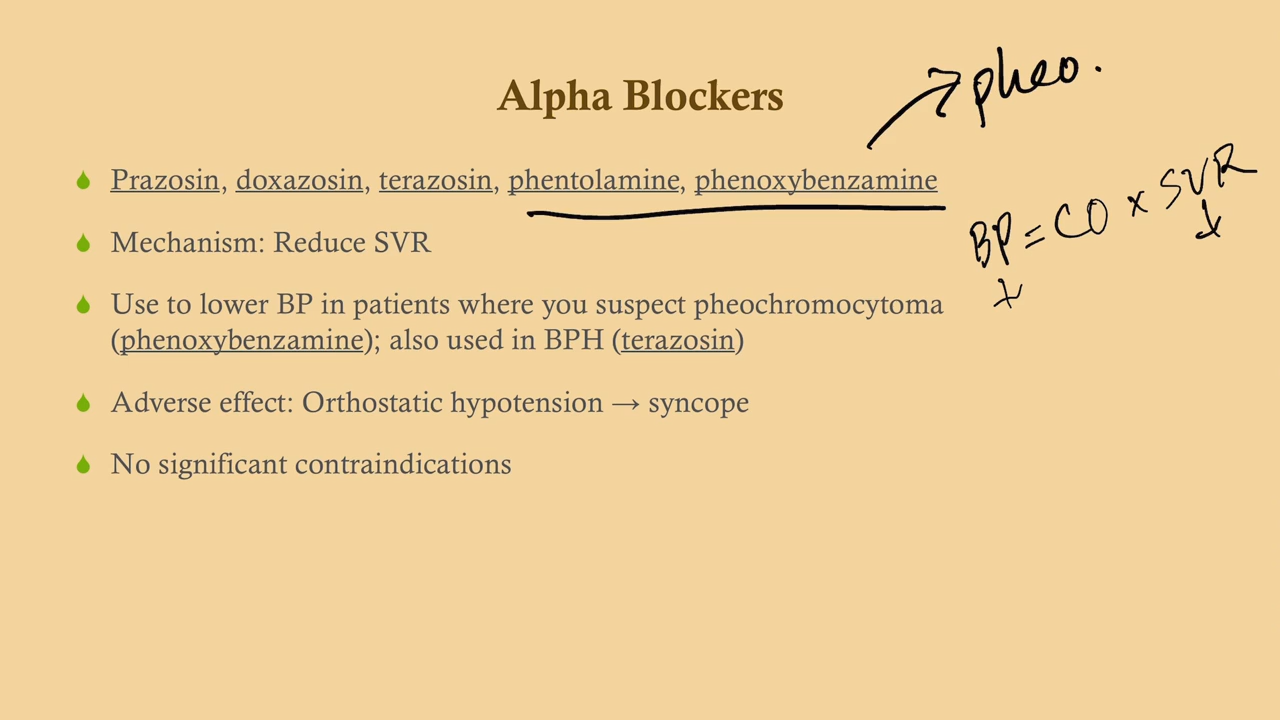 Alpha Blockers
pheo.
Prazosin, doxazosin, terazosin, phentolamine, phenoxybenzamine
BP = CO × SVR
↓ ↓
Mechanism: Reduce SVR
Use to lower BP in patients where you suspect pheochromocytoma
(phenoxybenzamine); also used in BPH (terazosin)
Adverse effect: Orthostatic hypotension → syncope
No significant contraindications